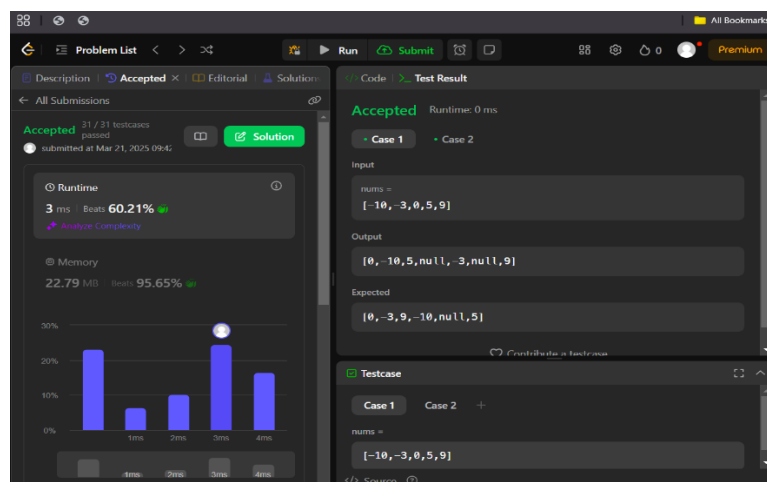 All Bookmarks
Problem List
Run
Submit
0
Premium
Description
Accepted
Editorial
Solution
Code
Test Result
← All Submissions
Accepted 31 / 31 testcases passed
submitted at Mar 21, 2025 09:42
Solution
Runtime
3 ms Beats 60.21%
Analyze Complexity
Memory
22.79 MB Beats 95.65%
30%
20%
10%
0%
1ms 2ms 3ms 4ms
1ms 2ms 3ms 4ms
Accepted Runtime: 0 ms
• Case 1 • Case 2
Input
nums =
[-10,-3,0,5,9]
Output
[0,-10,5,null,-3,null,9]
Expected
[0,-3,9,-10,null,5]
Contribute a testcase
Testcase
Case 1 Case 2 +
nums =
[-10,-3,0,5,9]
</> Source